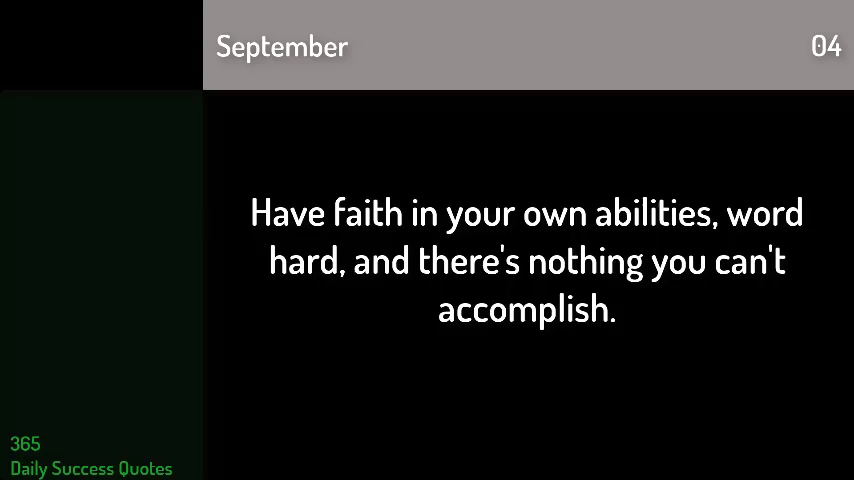 September
04
Have faith in your own abilities, word
hard, and there's nothing you can't
accomplish.
365
Daily Success Quotes